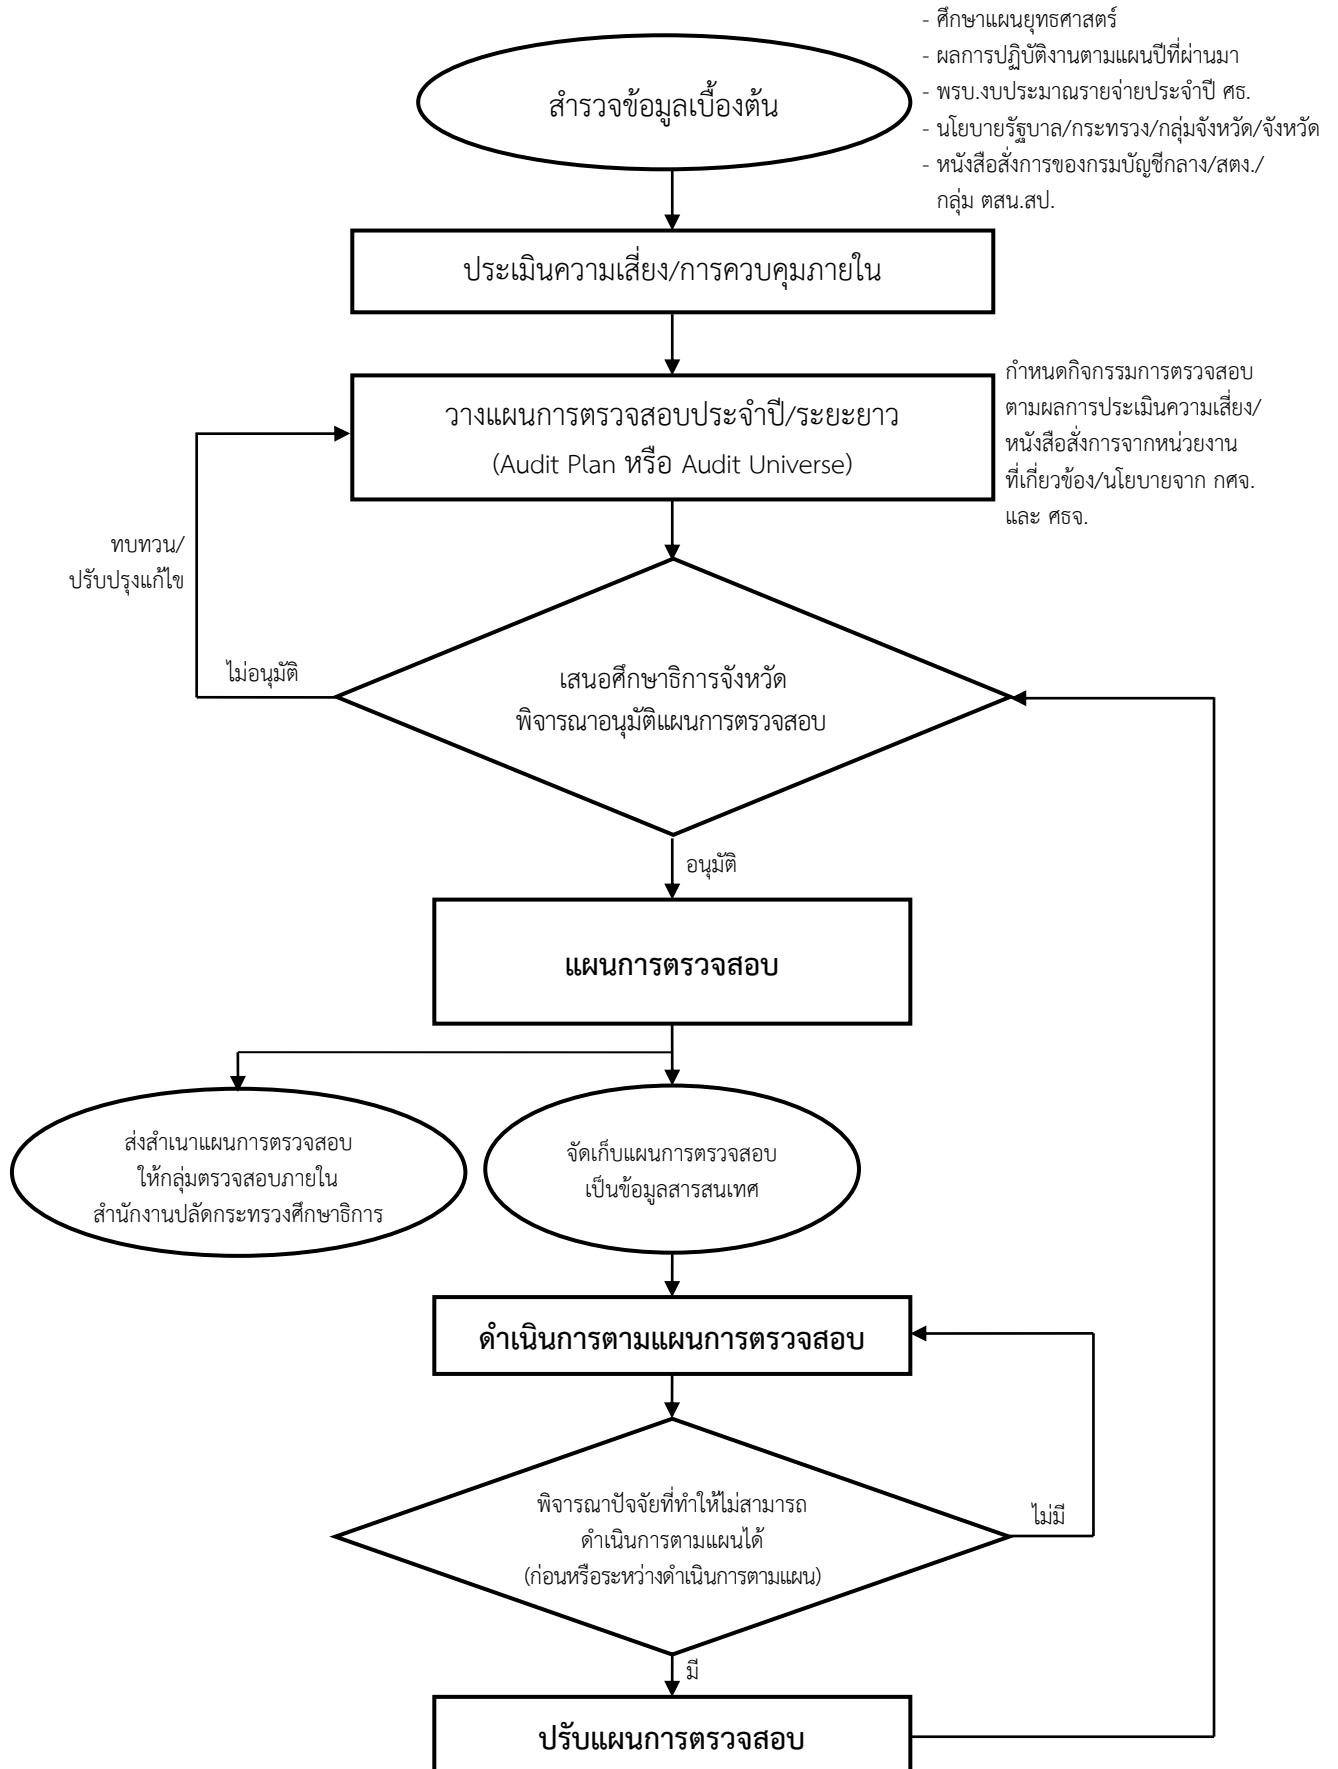 สำรวจข้อมูลเบื้องต้น
- ศึกษาแผนยุทธศาสตร์
- ผลการปฏิบัติงานตามแผนปีที่ผ่านมา
- พรบ.งบประมาณรายจ่ายประจำปี ศธ.
- นโยบายรัฐบาล/กระทรวง/กลุ่มจังหวัด/จังหวัด
- หนังสือสั่งการของกรมบัญชีกลาง/สตง./
กลุ่ม ตสน.สป.
ประเมินความเสี่ยง/การควบคุมภายใน
วางแผนการตรวจสอบประจำปี/ระยะยาว
(Audit Plan หรือ Audit Universe)
กำหนดกิจกรรมการตรวจสอบ
ตามผลการประเมินความเสี่ยง/
หนังสือสั่งการจากหน่วยงาน
ที่เกี่ยวข้อง/นโยบายจาก กศจ.
และ ศธจ.
ทบทวน/
ปรับปรุงแก้ไข
ไม่อนุมัติ
เสนอศึกษาธิการจังหวัด
พิจารณาอนุมัติแผนการตรวจสอบ
อนุมัติ
แผนการตรวจสอบ
ส่งสำเนาแผนการตรวจสอบ
ให้กลุ่มตรวจสอบภายใน
สำนักงานปลัดกระทรวงศึกษาธิการ
จัดเก็บแผนการตรวจสอบ
เป็นข้อมูลสารสนเทศ
ดำเนินการตามแผนการตรวจสอบ
พิจารณาปัจจัยที่ทำให้ไม่สามารถ
ดำเนินการตามแผนได้
(ก่อนหรือระหว่างดำเนินการตามแผน)
ไม่มี
มี
ปรับแผนการตรวจสอบ